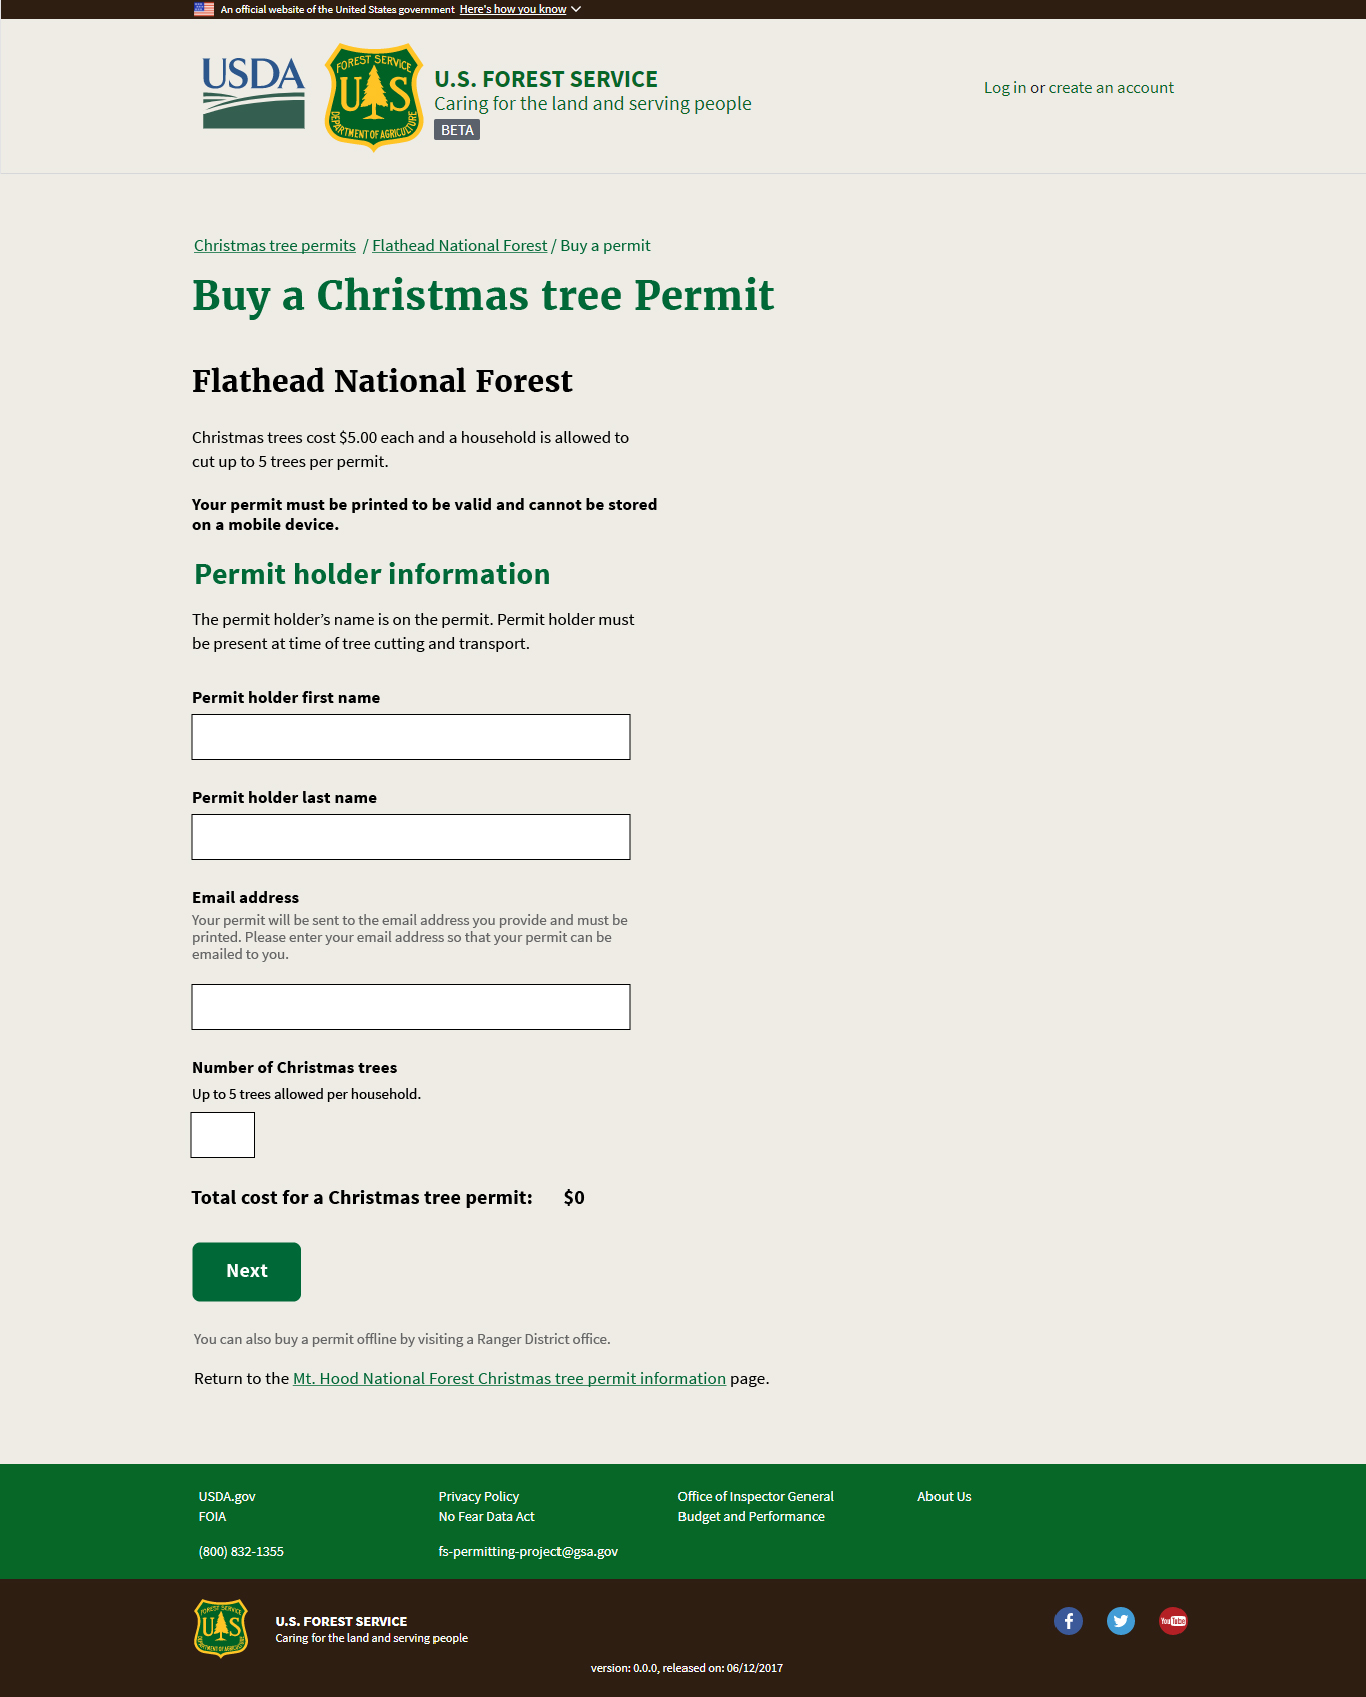 An official website of the United States government Here's how you know
USDA
FOREST SERVICE
U S
DEPARTMENT OF AGRICULTURE
U.S. FOREST SERVICE
Caring for the land and serving people
BETA
Log in or create an account
Christmas tree permits / Flathead National Forest / Buy a permit
Buy a Christmas tree Permit
Flathead National Forest
Christmas trees cost $5.00 each and a household is allowed to
cut up to 5 trees per permit.
Your permit must be printed to be valid and cannot be stored
on a mobile device.
Permit holder information
The permit holder’s name is on the permit. Permit holder must
be present at time of tree cutting and transport.
Permit holder first name
Permit holder last name
Email address
Your permit will be sent to the email address you provide and must be
printed. Please enter your email address so that your permit can be
emailed to you.
Number of Christmas trees
Up to 5 trees allowed per household.
Total cost for a Christmas tree permit: $0
Next
You can also buy a permit offline by visiting a Ranger District office.
Return to the Mt. Hood National Forest Christmas tree permit information page.
USDA.gov Privacy Policy Office of Inspector General About Us
FOIA No Fear Data Act Budget and Performance
(800) 832-1355 fs-permitting-project@gsa.gov
FOREST SERVICE
U S
DEPARTMENT OF AGRICULTURE
U.S. FOREST SERVICE
Caring for the land and serving people
YouTube
version: 0.0.0, released on: 06/12/2017